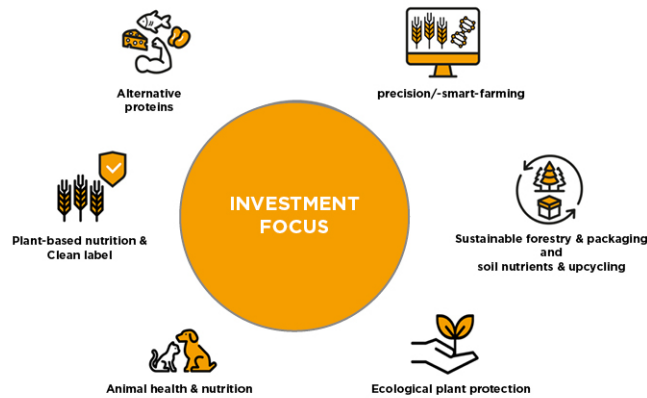 Alternative
proteins
precision/-smart-farming
INVESTMENT
FOCUS
Plant-based nutrition &
Clean label
Sustainable forestry & packaging
and
soil nutrients & upcycling
Animal health & nutrition
Ecological plant protection